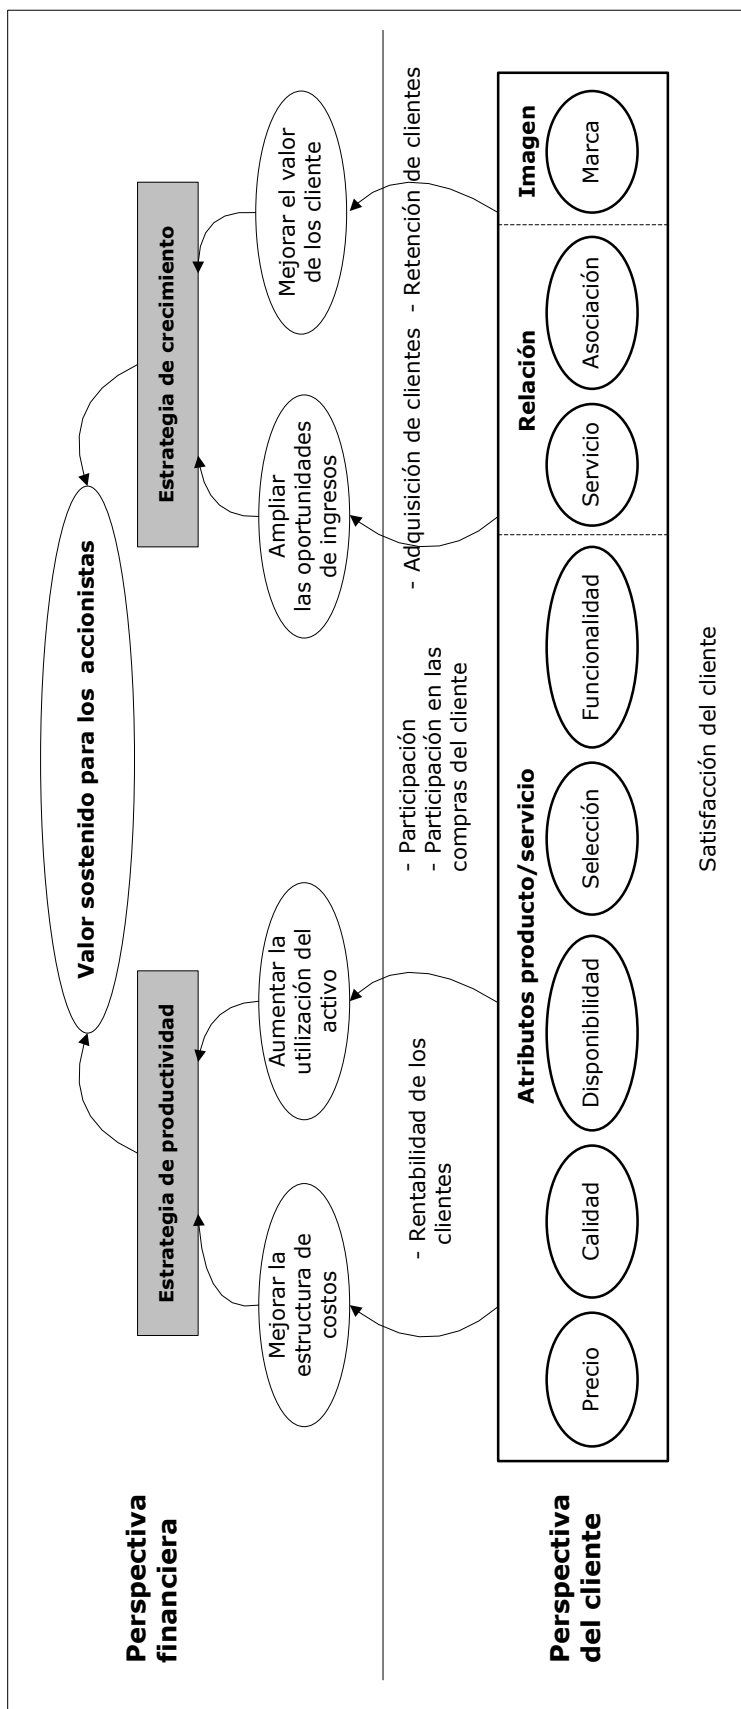 Perspectiva
financiera
Valor sostenido para los accionistas
Estrategia de productividad
Estrategia de crecimiento
Mejorar la
estructura de
costos
Aumentar la
utilización del
activo
Ampliar
las oportunidades
de ingresos
Mejorar el valor
de los cliente
Perspectiva
del cliente
- Rentabilidad de los
clientes
- Participación
- Participación en las
compras del cliente
- Adquisición de clientes
- Retención de clientes
Atributos producto/servicio
Relación
Imagen
Precio
Calidad
Disponibilidad
Selección
Funcionalidad
Servicio
Asociación
Marca
Satisfacción del cliente